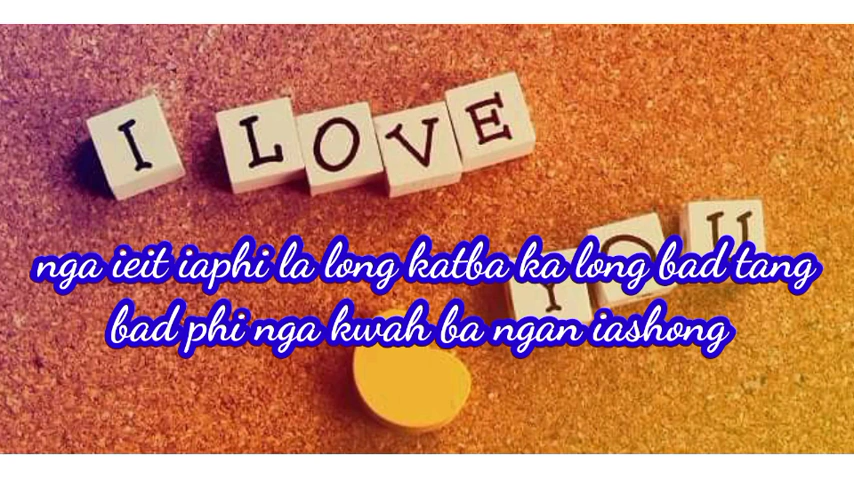 I LOVE
YOU
nga ieit iaphi la long katba ka long bad tang
bad phi nga kwah ba ngan iashong